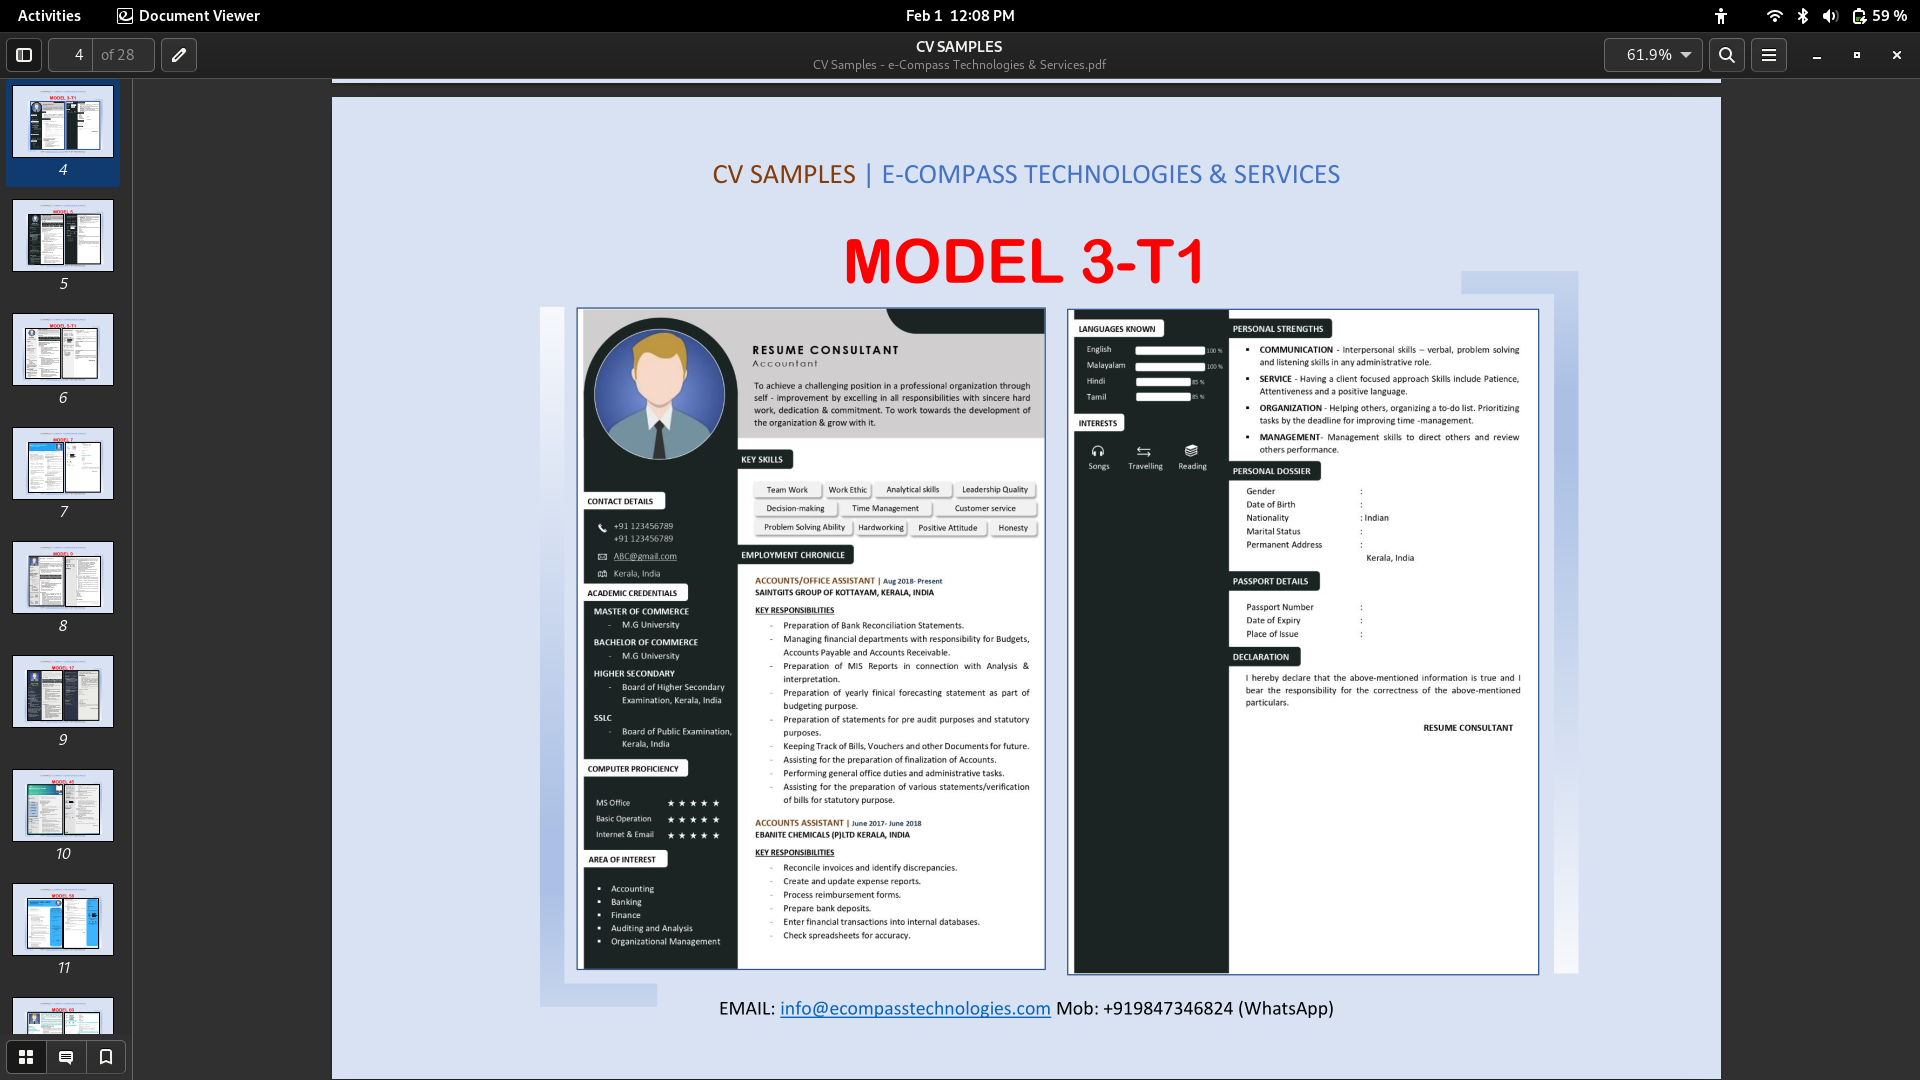 Activities
Document Viewer
Feb 1 12:08 PM
59 %
4
of 28
CV SAMPLES
CV Samples - e-Compass Technologies & Services.pdf
61.9%
MODEL 3-T1
4
MODEL 5
5
MODEL 5-T1
6
MODEL 7
7
MODEL 9
8
MODEL 17
9
MODEL 45
10
MODEL 58
11
MODEL 60
CV SAMPLES | E-COMPASS TECHNOLOGIES & SERVICES
MODEL 3-T1
RESUME CONSULTANT
Accountant
To achieve a challenging position in a professional organization through
self - improvement by excelling in all responsibilities with sincere hard
work, dedication & commitment. To work towards the development of
the organization & grow with it.
CONTACT DETAILS
+91 123456789
+91 123456789
ABC@gmail.com
Kerala, India
ACADEMIC CREDENTIALS
MASTER OF COMMERCE
- M.G University
BACHELOR OF COMMERCE
- M.G University
HIGHER SECONDARY
- Board of Higher Secondary
Examination, Kerala, India
SSLC
- Board of Public Examination,
Kerala, India
COMPUTER PROFICIENCY
MS Office ★ ★ ★ ★ ★
Basic Operation ★ ★ ★ ★ ★
Internet & Email ★ ★ ★ ★ ★
AREA OF INTEREST
▪ Accounting
▪ Banking
▪ Finance
▪ Auditing and Analysis
▪ Organizational Management
KEY SKILLS
Team Work Work Ethic Analytical skills Leadership Quality
Decision-making Time Management Customer service
Problem Solving Ability Hardworking Positive Attitude Honesty
EMPLOYMENT CHRONICLE
ACCOUNTS/OFFICE ASSISTANT | Aug 2018- Present
SAINTGITS GROUP OF KOTTAYAM, KERALA, INDIA
KEY RESPONSIBILITIES
- Preparation of Bank Reconciliation Statements.
- Managing financial departments with responsibility for Budgets,
Accounts Payable and Accounts Receivable.
- Preparation of MIS Reports in connection with Analysis &
interpretation.
- Preparation of yearly finical forecasting statement as part of
budgeting purpose.
- Preparation of statements for pre audit purposes and statutory
purposes.
- Keeping Track of Bills, Vouchers and other Documents for future.
- Assisting for the preparation of finalization of Accounts.
- Performing general office duties and administrative tasks.
- Assisting for the preparation of various statements/verification
of bills for statutory purpose.
ACCOUNTS ASSISTANT | June 2017- June 2018
EBANITE CHEMICALS (P)LTD KERALA, INDIA
KEY RESPONSIBILITIES
- Reconcile invoices and identify discrepancies.
- Create and update expense reports.
- Process reimbursement forms.
- Prepare bank deposits.
- Enter financial transactions into internal databases.
- Check spreadsheets for accuracy.
LANGUAGES KNOWN
English 100 %
Malayalam 100 %
Hindi 85 %
Tamil 85 %
INTERESTS
Songs Travelling Reading
PERSONAL STRENGTHS
▪ COMMUNICATION - Interpersonal skills – verbal, problem solving
and listening skills in any administrative role.
▪ SERVICE - Having a client focused approach Skills include Patience,
Attentiveness and a positive language.
▪ ORGANIZATION - Helping others, organizing a to-do list. Prioritizing
tasks by the deadline for improving time -management.
▪ MANAGEMENT- Management skills to direct others and review
others performance.
PERSONAL DOSSIER
Gender :
Date of Birth :
Nationality : Indian
Marital Status :
Permanent Address :
Kerala, India
PASSPORT DETAILS
Passport Number :
Date of Expiry :
Place of Issue :
DECLARATION
I hereby declare that the above-mentioned information is true and I
bear the responsibility for the correctness of the above-mentioned
particulars.
RESUME CONSULTANT
EMAIL: info@ecompasstechnologies.com Mob: +919847346824 (WhatsApp)